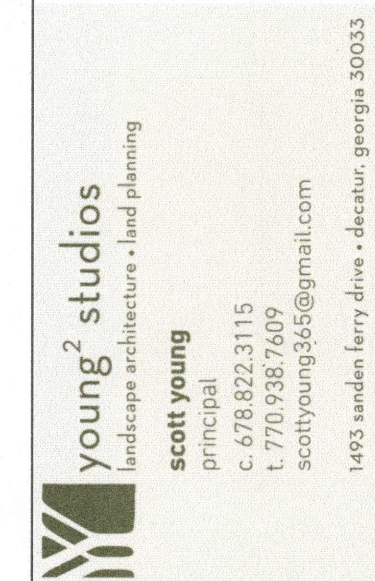 young² studios
landscape architecture • land planning
scott young
principal
c. 678.822.3115
t. 770.938.7609
scottyoung365@gmail.com
1493 sanden ferry drive • decatur, georgia 30033